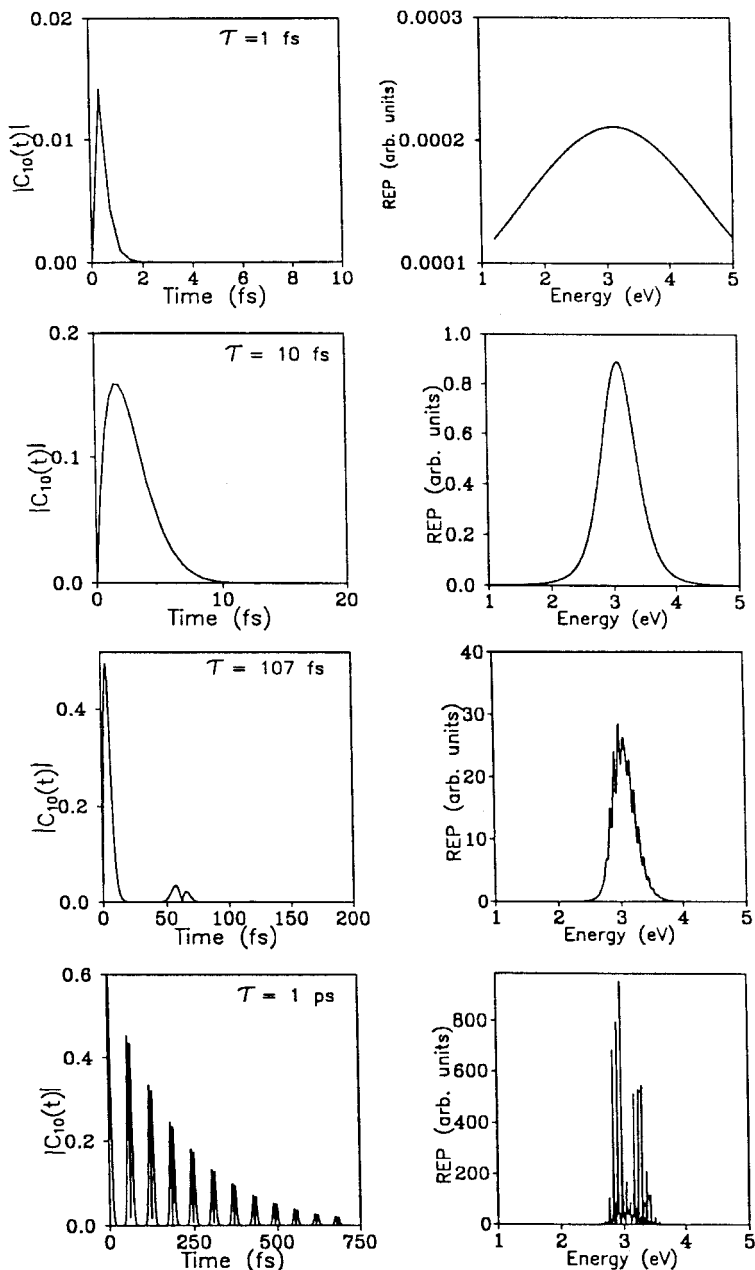 0.02
0.01
0.00
|C₁₀(t)|
𝒯 = 1 fs
0 2 4 6 8 10
Time (fs)
0.0003
0.0002
0.0001
REP (arb. units)
1 2 3 4 5
Energy (eV)
0.2
0.1
0.0
|C₁₀(t)|
𝒯 = 10 fs
0 10 20
Time (fs)
1.0
0.8
0.6
0.4
0.2
0.0
REP (arb. units)
1 2 3 4 5
Energy (eV)
0.4
0.2
0.0
|C₁₀(t)|
𝒯 = 107 fs
0 50 100 150 200
Time (fs)
40
30
20
10
0
REP (arb. units)
1 2 3 4 5
Energy (eV)
0.6
0.4
0.2
0.0
|C₁₀(t)|
𝒯 = 1 ps
0 250 500 750
Time (fs)
800
600
400
200
0
REP (arb. units)
1 2 3 4 5
Energy (eV)